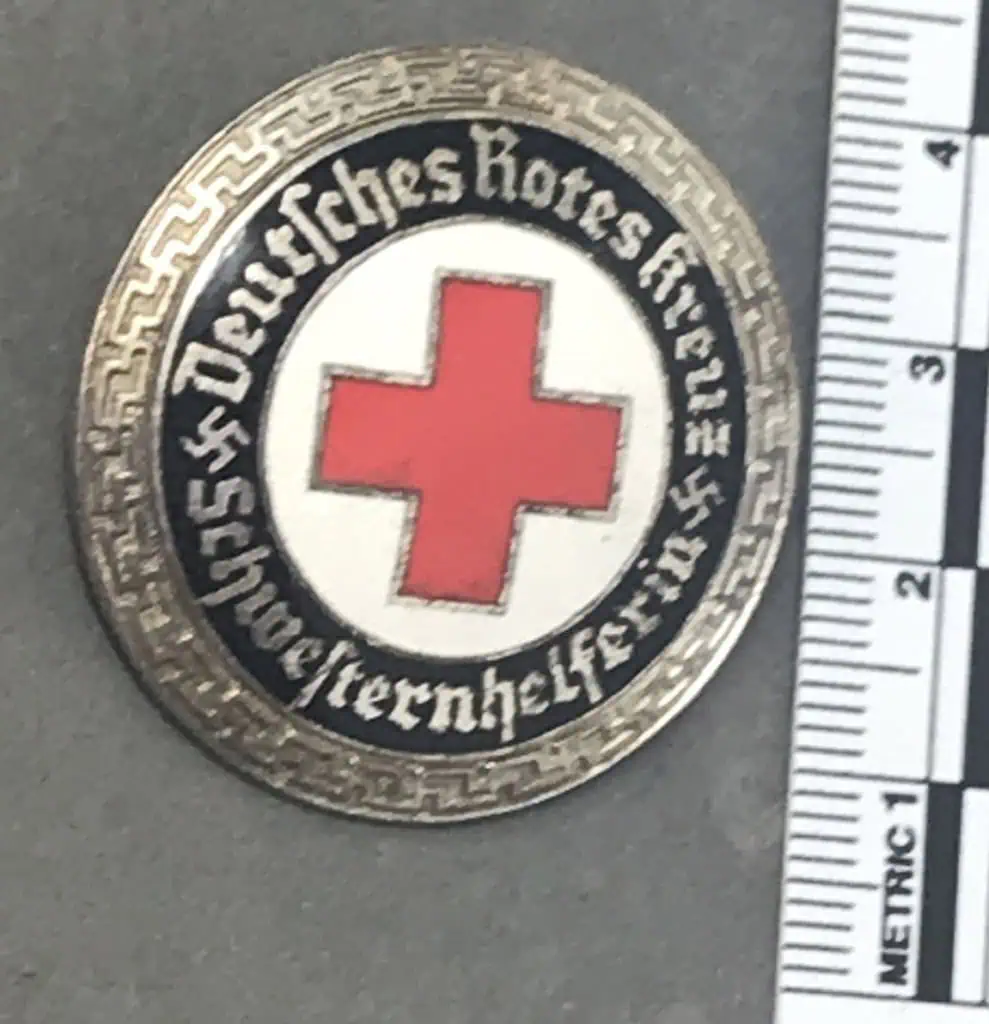 Deutſches Rotes Kreuz
Schweſternhelferin
4
3
2
METRIC 1